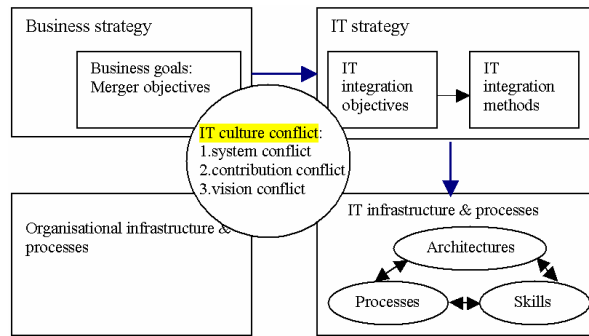 Business strategy
Business goals:
Merger objectives
IT strategy
IT
integration
objectives
IT
integration
methods
IT culture conflict:
1.system conflict
2.contribution conflict
3.vision conflict
Organisational infrastructure &
processes
IT infrastructure & processes
Architectures
Processes
Skills